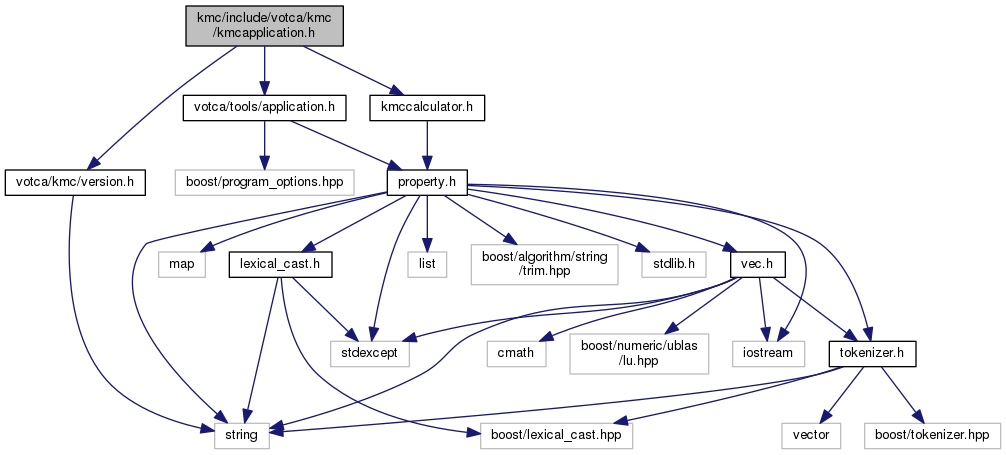 kmc/include/votca/kmc
/kmcapplication.h
votca/tools/application.h
kmccalculator.h
votca/kmc/version.h
boost/program_options.hpp
property.h
map
lexical_cast.h
list
boost/algorithm/string
/trim.hpp
stdlib.h
vec.h
stdexcept
cmath
boost/numeric/ublas
/lu.hpp
iostream
tokenizer.h
string
boost/lexical_cast.hpp
vector
boost/tokenizer.hpp